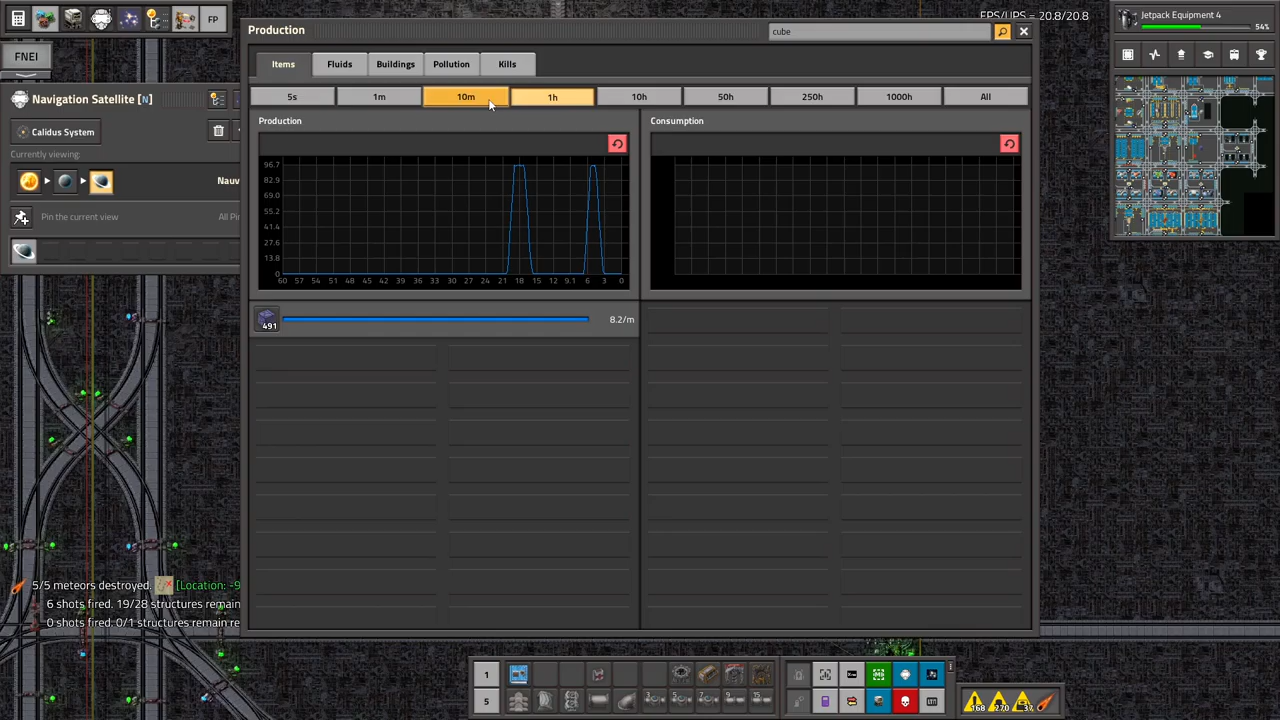 FP
FPS/UPS = 20.8/20.8
Jetpack Equipment 4
54%
FNEI
Navigation Satellite [N]
Calidus System
Currently viewing:
Nauv
Pin the current view
All Pin
Production
cube
Items
Fluids
Buildings
Pollution
Kills
5s
1m
10m
1h
10h
50h
250h
1000h
All
Production
96.7
82.9
69.0
55.2
41.4
27.6
13.8
0
60 57 54 51 48 45 42 39 36 33 30 27 24 21 18 15 12 9.1 6 3 0
491
8.2/m
Consumption
5/5 meteors destroyed. [Location: -9
6 shots fired. 19/28 structures remain
0 shots fired. 0/1 structures remain re
1
5
168
270
37